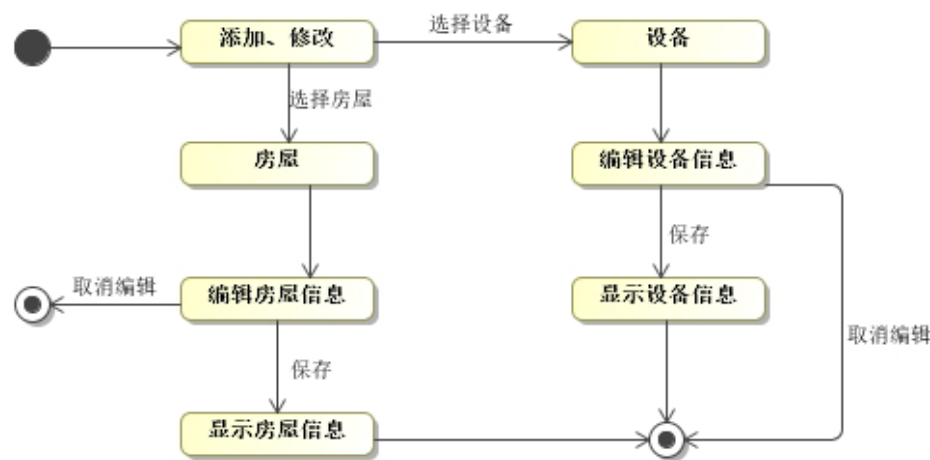 添加、修改
选择设备
设备
选择房屋
房屋
编辑设备信息
保存
取消编辑
编辑房屋信息
显示设备信息
取消编辑
保存
显示房屋信息